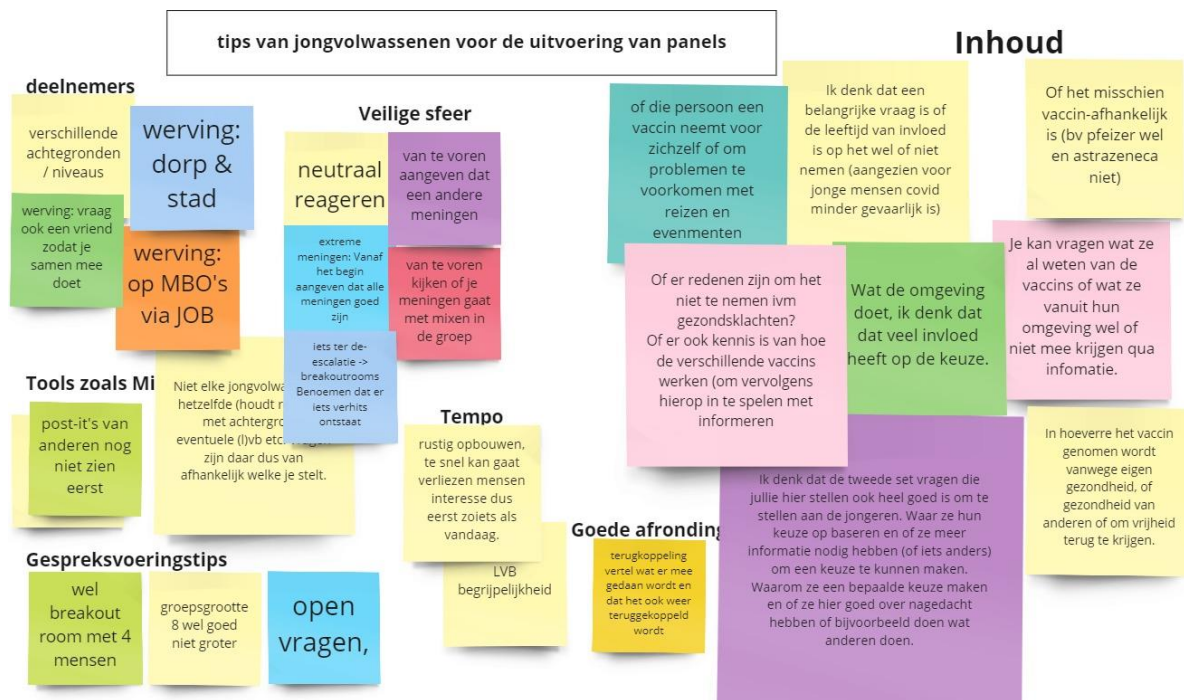 tips van jongvolwassenen voor de uitvoering van panels
deelnemers
verschillende
achtegronden
/ niveaus
werving:
dorp &
stad
werving: vraag
ook een vriend
zodat je
samen mee
doet
werving:
op MBO's
via JOB
Veilige sfeer
neutraal
reageren
van te voren
aangeven dat
een andere
meningen
extreme
meningen: Vanaf
het begin
aangeven dat alle
meningen goed
zijn
van te voren
kijken of je
meningen gaat
met mixen in
de groep
iets ter de-
escalatie ->
breakoutrooms
Benoemen dat er
iets verhits
ontstaat
Tools zoals Mi
post-it's van
anderen nog
niet zien
eerst
Niet elke jongvolwa
hetzelfde (houdt r
met achtergro
eventuele (l)vb etc.
zijn daar dus van
afhankelijk welke je stelt.
Tempo
rustig opbouwen,
te snel kan gaat
verliezen mensen
interesse dus
eerst zoiets als
vandaag.
LVB
begrijpelijkheid
Goede afronding
terugkoppeling
vertel wat er mee
gedaan wordt en
dat het ook weer
teruggekoppeld
wordt
Gespreksvoeringstips
wel
breakout
room met 4
mensen
groepsgrootte
8 wel goed
niet groter
open
vragen,
Inhoud
of die persoon een
vaccin neemt voor
zichzelf of om
problemen te
voorkomen met
reizen en
evenmenten
Ik denk dat een
belangrijke vraag is of
de leeftijd van invloed
is op het wel of niet
nemen (aangezien voor
jonge mensen covid
minder gevaarlijk is)
Of het misschien
vaccin-afhankelijk
is (bv pfeizer wel
en astrazeneca
niet)
Of er redenen zijn om het
niet te nemen ivm
gezondsklachten?
Of er ook kennis is van hoe
de verschillende vaccins
werken (om vervolgens
hierop in te spelen met
informeren
Wat de omgeving
doet, ik denk dat
dat veel invloed
heeft op de keuze.
Je kan vragen wat ze
al weten van de
vaccins of wat ze
vanuit hun
omgeving wel of
niet mee krijgen qua
infomatie.
Ik denk dat de tweede set vragen die
jullie hier stellen ook heel goed is om te
stellen aan de jongeren. Waar ze hun
keuze op baseren en of ze meer
informatie nodig hebben (of iets anders)
om een keuze te kunnen maken.
Waarom ze een bepaalde keuze maken
en of ze hier goed over nagedacht
hebben of bijvoorbeeld doen wat
anderen doen.
In hoeverre het vaccin
genomen wordt
vanwege eigen
gezondheid, of
gezondheid van
anderen of om vrijheid
terug te krijgen.